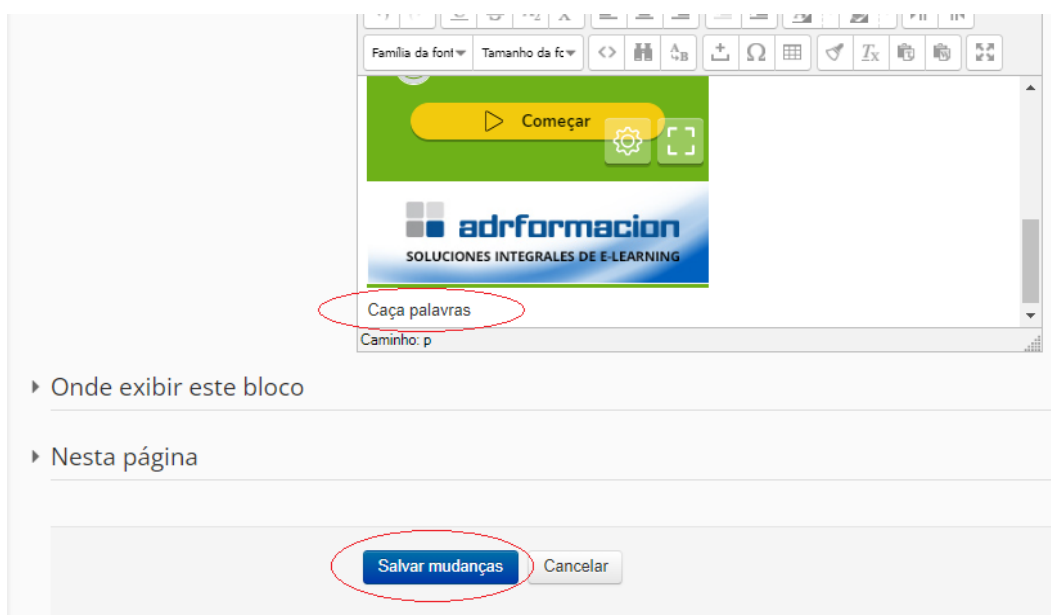 Família da font Tamanho da fc
Começar
adrformacion
SOLUCIONES INTEGRALES DE E-LEARNING
Caça palavras
Caminho: p
Onde exibir este bloco
Nesta página
Salvar mudanças Cancelar